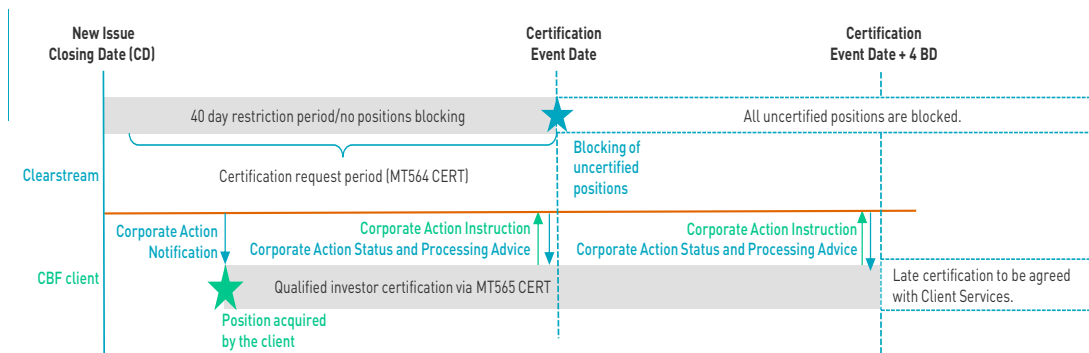 New Issue
Closing Date (CD)
Certification
Event Date
Certification
Event Date + 4 BD
40 day restriction period/no positions blocking
All uncertified positions are blocked.
Blocking of
uncertified
positions
Clearstream
Certification request period (MT564 CERT)
Corporate Action
Notification
Corporate Action Instruction
Corporate Action Status and Processing Advice
Corporate Action Instruction
Corporate Action Status and Processing Advice
CBF client
Qualified investor certification via MT565 CERT
Late certification to be agreed
with Client Services.
Position acquired
by the client